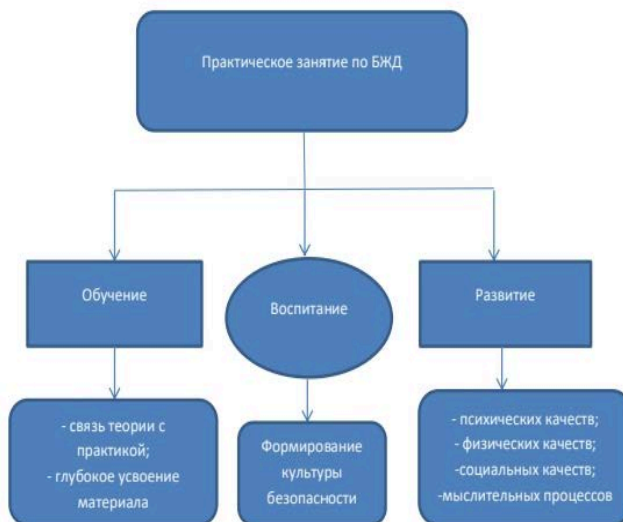 Практическое занятие по БЖД
Обучение
Воспитание
Развитие
- связь теории с
практикой;
- глубокое усвоение
материала
Формирование
культуры
безопасности
- психических качеств;
- физических качеств;
-социальных качеств;
-мыслительных процессов